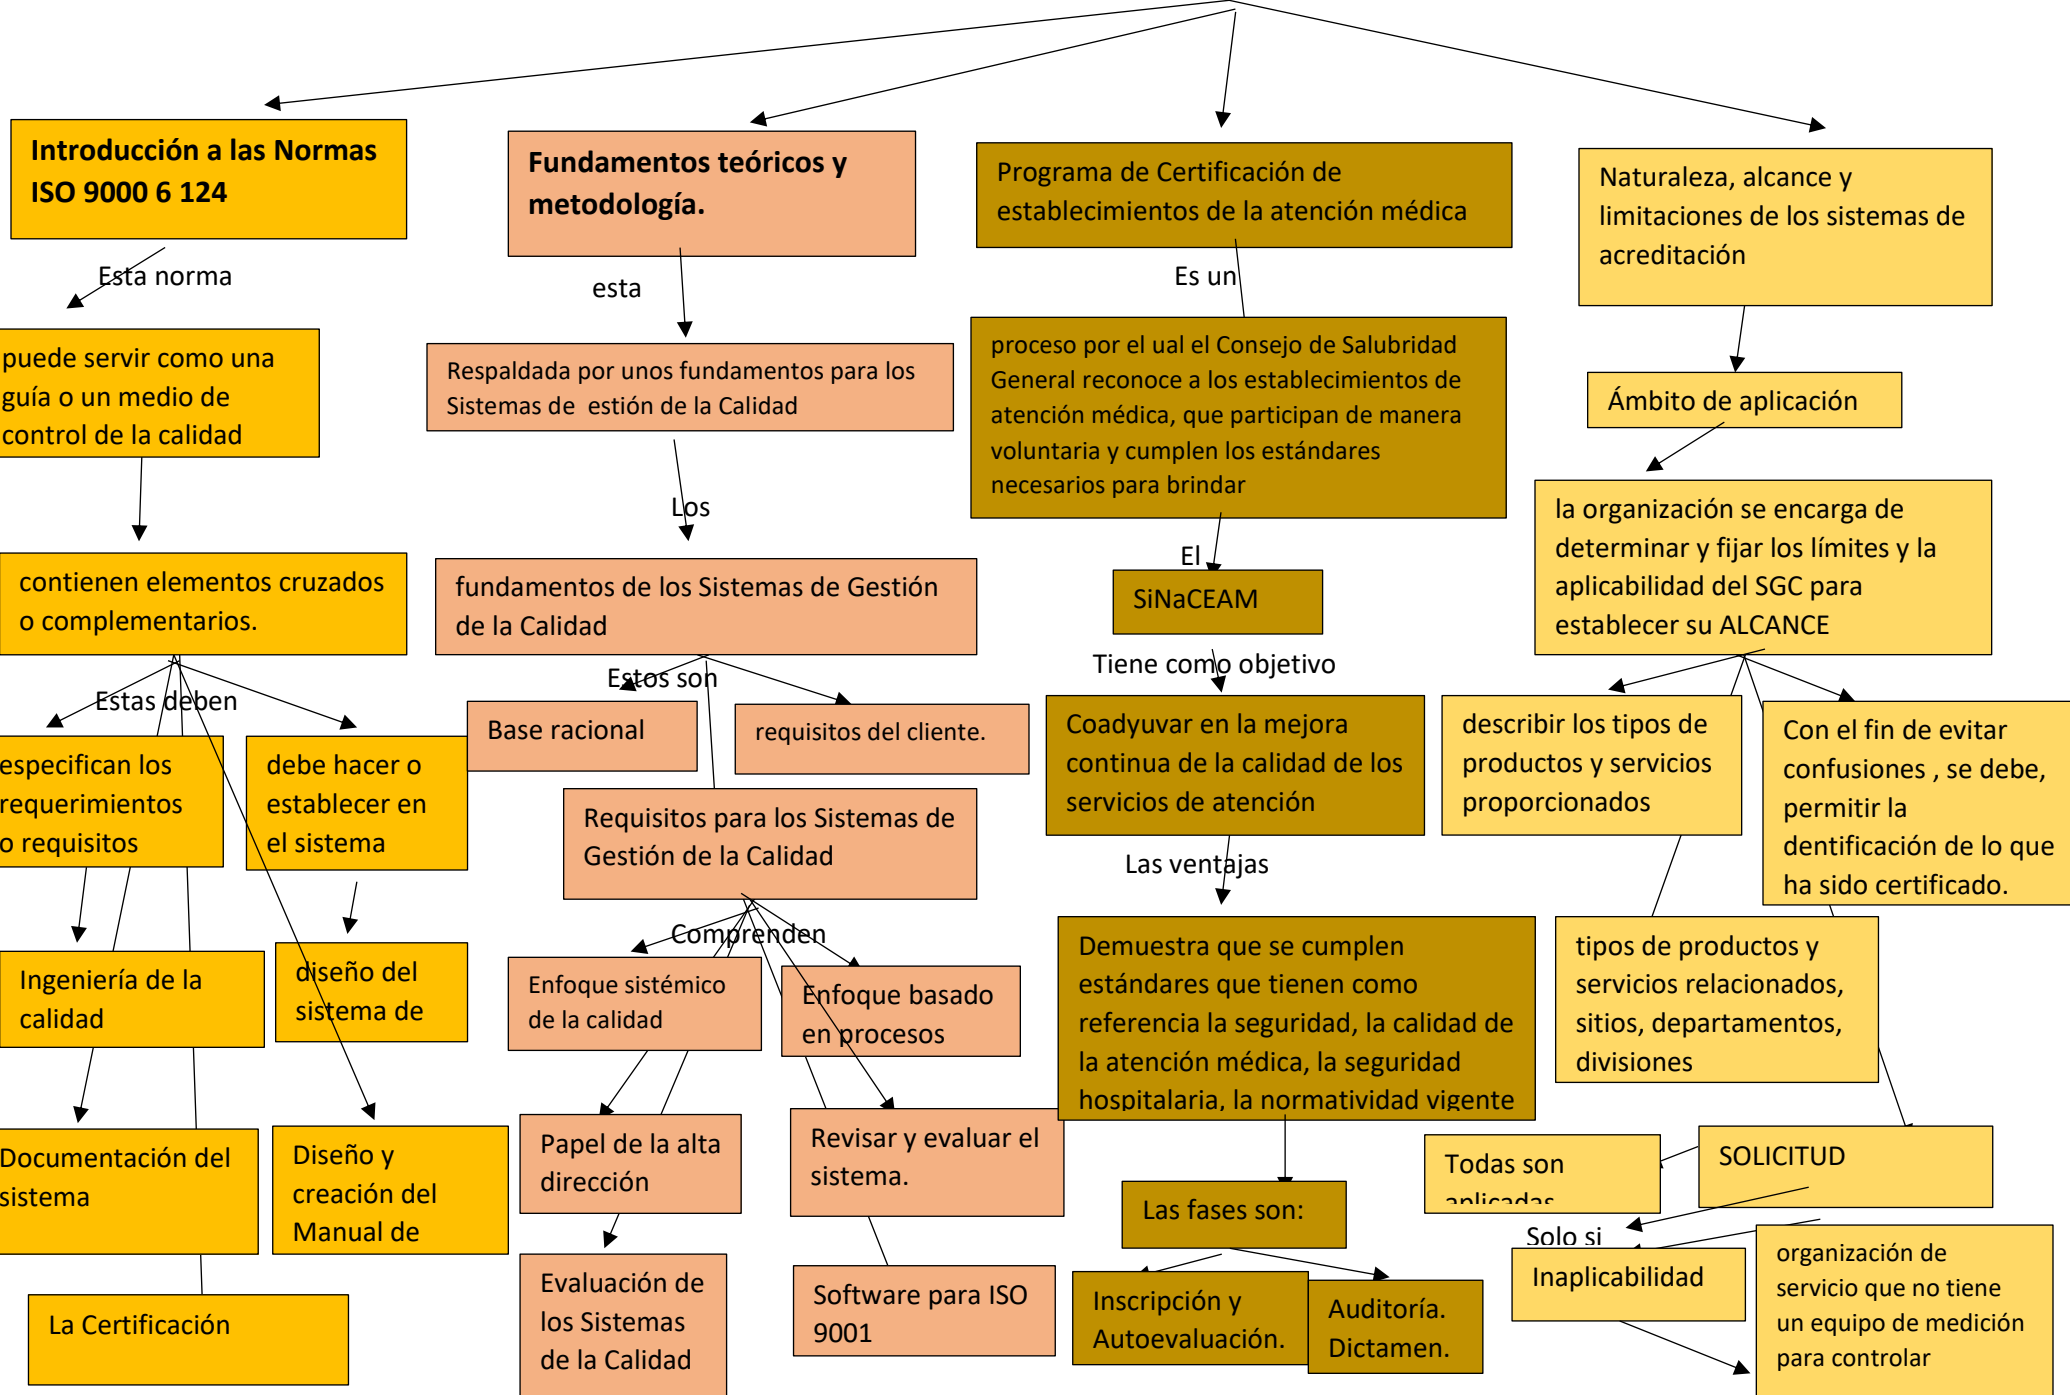 Introducción a las Normas
ISO 9000 6 124
Esta norma
puede servir como una
guía o un medio de
control de la calidad
contienen elementos cruzados
o complementarios.
Estas deben
especifican los
requerimientos
o requisitos
debe hacer o
establecer en
el sistema
Ingeniería de la
calidad
diseño del
sistema de
Documentación del
sistema
Diseño y
creación del
Manual de
La Certificación
Fundamentos teóricos y
metodología.
esta
Respaldada por unos fundamentos para los
Sistemas de  estión de la Calidad
Los
fundamentos de los Sistemas de Gestión
de la Calidad
Estos son
Base racional
requisitos del cliente.
Requisitos para los Sistemas de
Gestión de la Calidad
Comprenden
Enfoque sistémico
de la calidad
Enfoque basado
en procesos
Papel de la alta
dirección
Revisar y evaluar el
sistema.
Evaluación de
los Sistemas
de la Calidad
Software para ISO
9001
Programa de Certificación de
establecimientos de la atención médica
Es un
proceso por el ual el Consejo de Salubridad
General reconoce a los establecimientos de
atención médica, que participan de manera
voluntaria y cumplen los estándares
necesarios para brindar
El
SiNaCEAM
Tiene como objetivo
Coadyuvar en la mejora
continua de la calidad de los
servicios de atención
Las ventajas
Demuestra que se cumplen
estándares que tienen como
referencia la seguridad, la calidad de
la atención médica, la seguridad
hospitalaria, la normatividad vigente
Las fases son:
Inscripción y
Autoevaluación.
Auditoría.
Dictamen.
Naturaleza, alcance y
limitaciones de los sistemas de
acreditación
Ámbito de aplicación
la organización se encarga de
determinar y fijar los límites y la
aplicabilidad del SGC para
establecer su ALCANCE
describir los tipos de
productos y servicios
proporcionados
Con el fin de evitar
confusiones , se debe,
permitir la
dentificación de lo que
ha sido certificado.
tipos de productos y
servicios relacionados,
sitios, departamentos,
divisiones
Todas son
aplicadas
SOLICITUD
Solo si
Inaplicabilidad
organización de
servicio que no tiene
un equipo de medición
para controlar